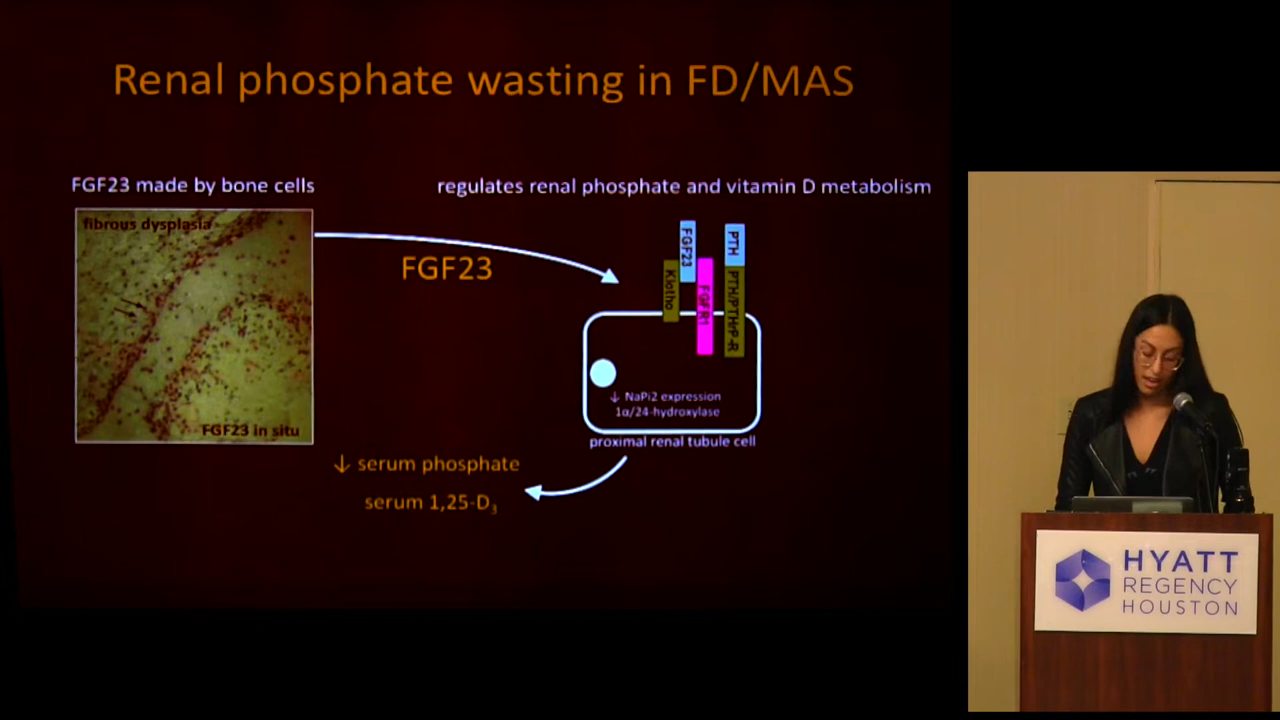 Renal phosphate wasting in FD/MAS
FGF23 made by bone cells
regulates renal phosphate and vitamin D metabolism
fibrous dysplasia
FGF23 in situ
FGF23
FGF23
PTH
Klotho
FGFR1
PTH/PTHrP-R
↓ NaPi2 expression
1α/24-hydroxylase
proximal renal tubule cell
↓ serum phosphate
serum 1,25-D₃
HYATT
REGENCY
HOUSTON